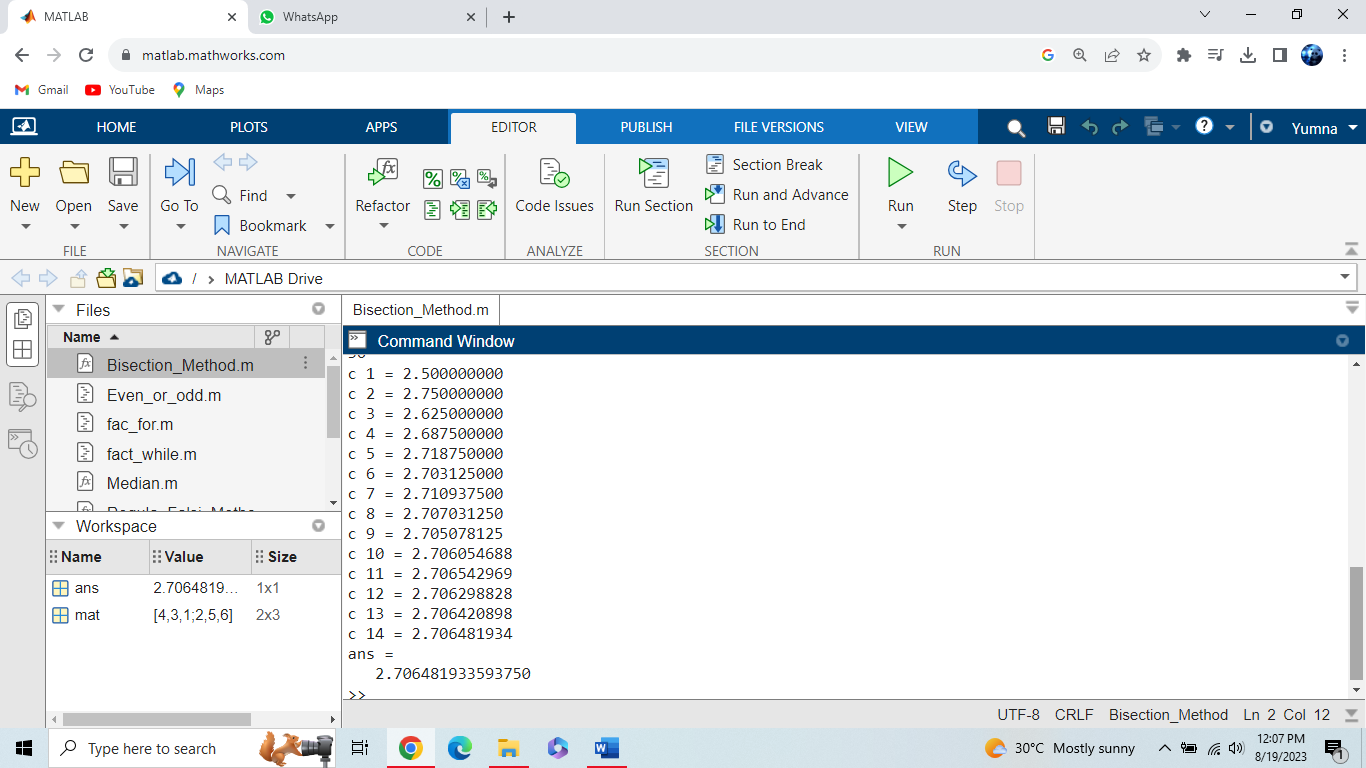 MATLAB
WhatsApp
matlab.mathworks.com
Gmail
YouTube
Maps
HOME
PLOTS
APPS
EDITOR
PUBLISH
FILE VERSIONS
VIEW
Yumna
New
Open
Save
Go To
Find
Bookmark
Refactor
Code Issues
Run Section
Section Break
Run and Advance
Run to End
Run
Step
Stop
FILE
NAVIGATE
CODE
ANALYZE
SECTION
RUN
/ > MATLAB Drive
Files
Name
Bisection_Method.m
Even_or_odd.m
fac_for.m
fact_while.m
Median.m
Workspace
Name Value Size
ans 2.7064819... 1x1
mat [4,3,1;2,5,6] 2x3
Bisection_Method.m
Command Window
c 1 = 2.500000000
c 2 = 2.750000000
c 3 = 2.625000000
c 4 = 2.687500000
c 5 = 2.718750000
c 6 = 2.703125000
c 7 = 2.710937500
c 8 = 2.707031250
c 9 = 2.705078125
c 10 = 2.706054688
c 11 = 2.706542969
c 12 = 2.706298828
c 13 = 2.706420898
c 14 = 2.706481934
ans =
2.706481933593750
>>
UTF-8 CRLF Bisection_Method Ln 2 Col 12
Type here to search
30°C Mostly sunny
12:07 PM
8/19/2023
1